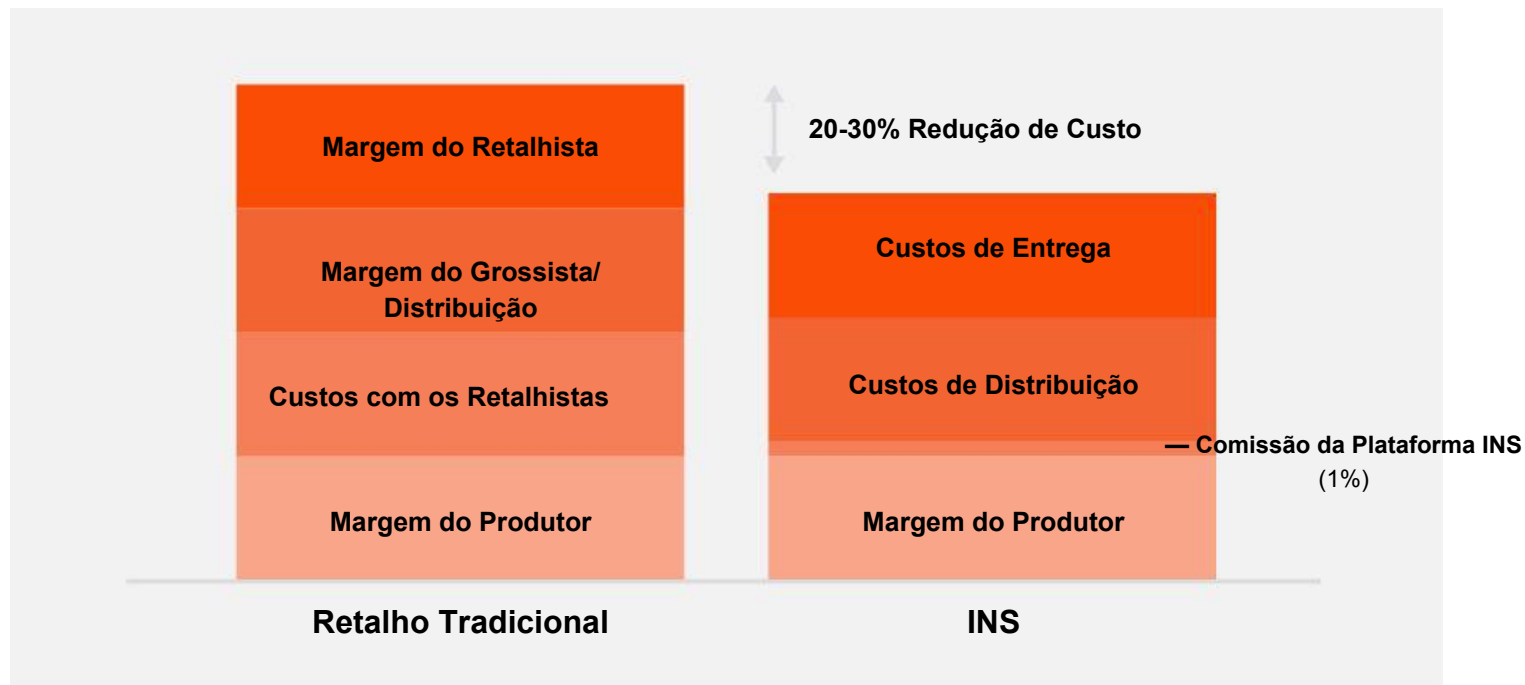 Margem do Retalhista
Margem do Grossista/
Distribuição
Custos com os Retalhistas
Margem do Produtor
Retalho Tradicional
20-30% Redução de Custo
Custos de Entrega
Custos de Distribuição
— Comissão da Plataforma INS
(1%)
Margem do Produtor
INS